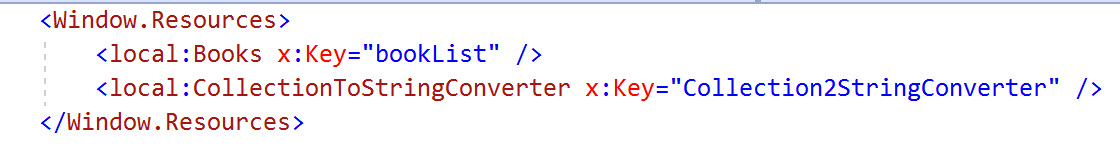 <Window.Resources>
<local:Books x:Key="bookList" />
<local:CollectionToStringConverter x:Key="Collection2StringConverter" />
</Window.Resources>